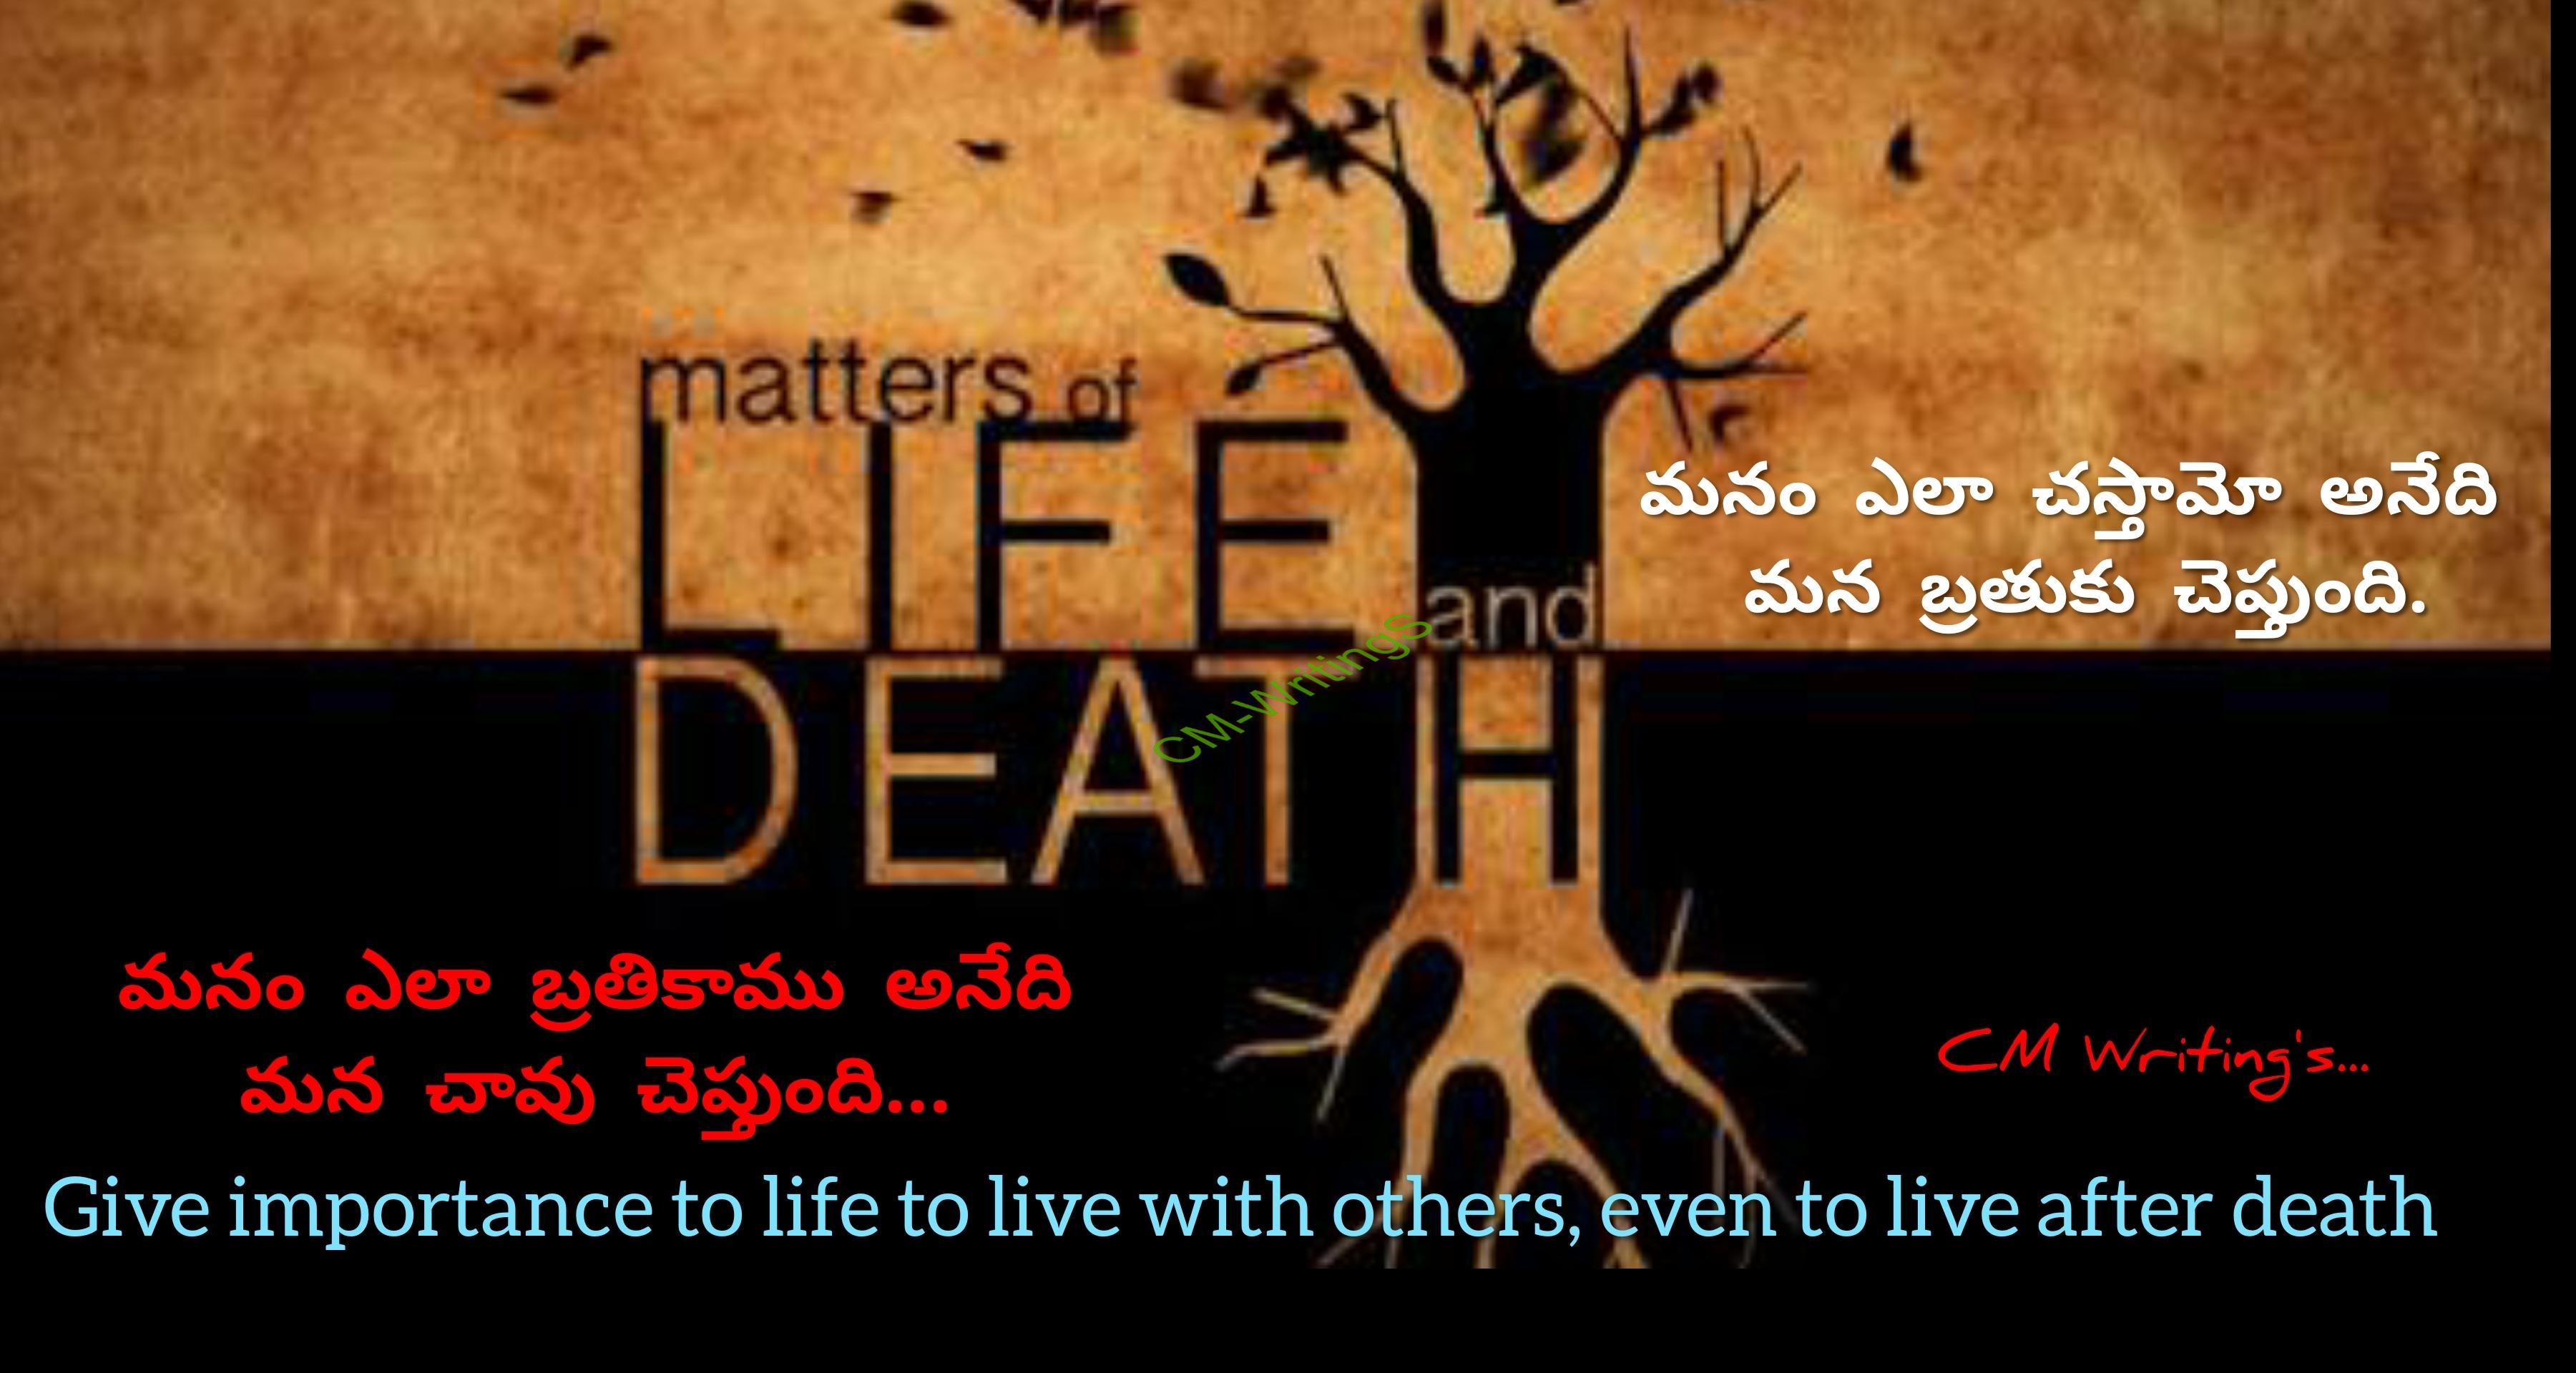 matters of
LIFE
and
మనం ఎలా చస్తామో అనేది
మన బ్రతుకు చెప్తుంది.
DEATH
CM-WritingS
మనం ఎలా బ్రతికాము అనేది
మన చావు చెప్తుంది...
CM Writing's...
Give importance to life to live with others, even to live after death